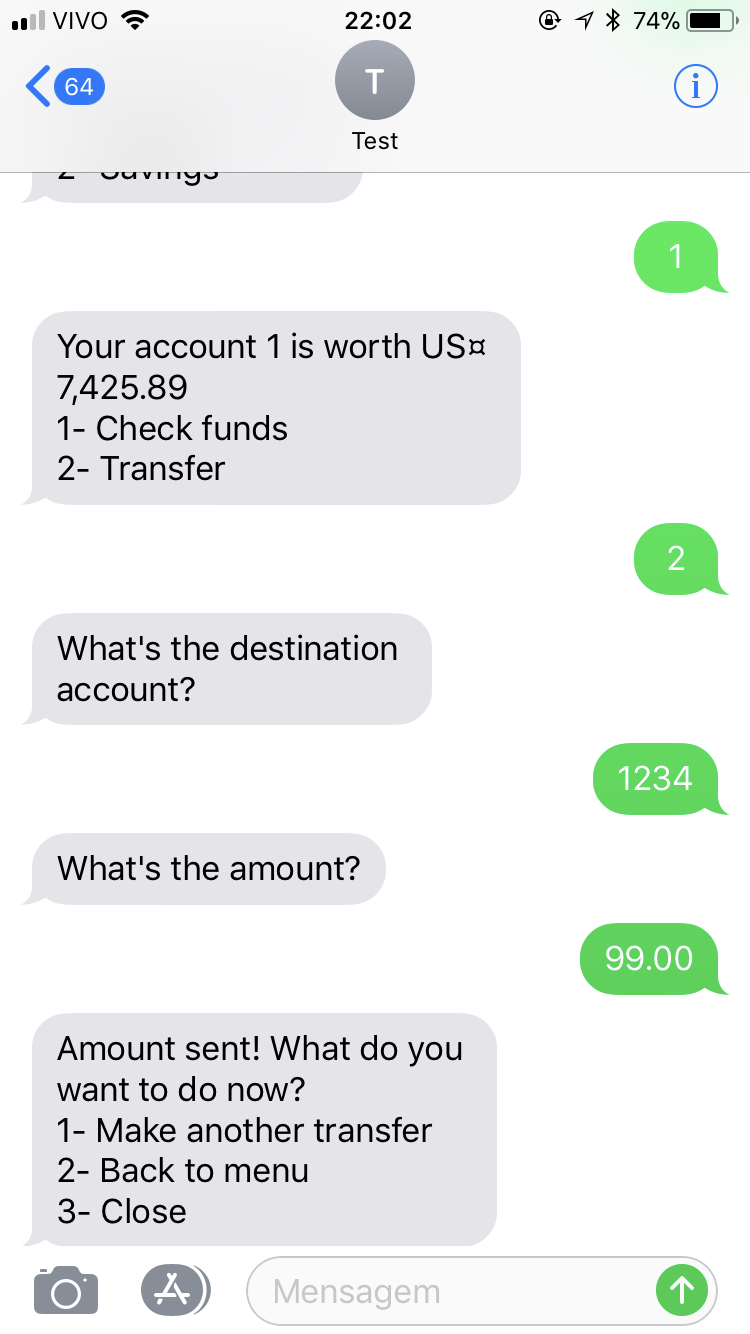 VIVO 22:02 74%
64
T
Test
2- Savings
1
Your account 1 is worth US¤
7,425.89
1- Check funds
2- Transfer
2
What's the destination
account?
1234
What's the amount?
99.00
Amount sent! What do you
want to do now?
1- Make another transfer
2- Back to menu
3- Close
Mensagem